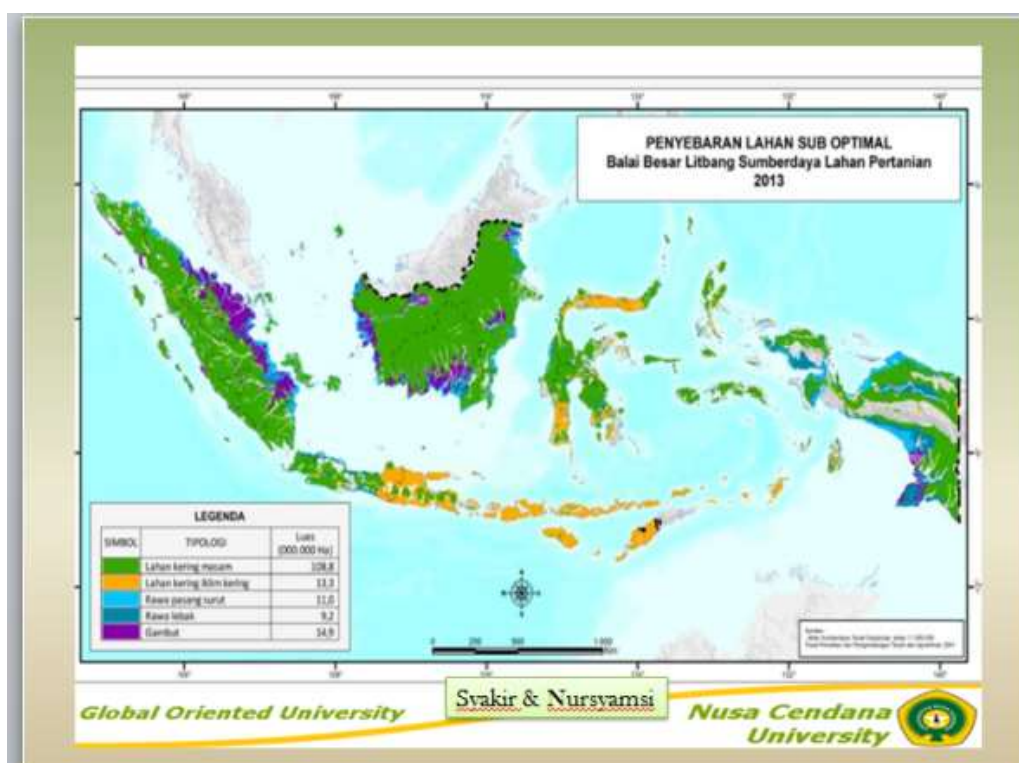 PENYEBARAN LAHAN SUB OPTIMAL
Balai Besar Litbang Sumberdaya Lahan Pertanian
2013
LEGENDA
SIMBOL TIPOLOGI Luas (000.000 Ha)
Lahan kering masam 108,8
Lahan kering iklim kering 13,3
Rawa pasang surut 11,0
Rawa lebak 9,2
Gambut 14,9
Syakir & Nursyamsi
Global Oriented University
Nusa Cendana
University